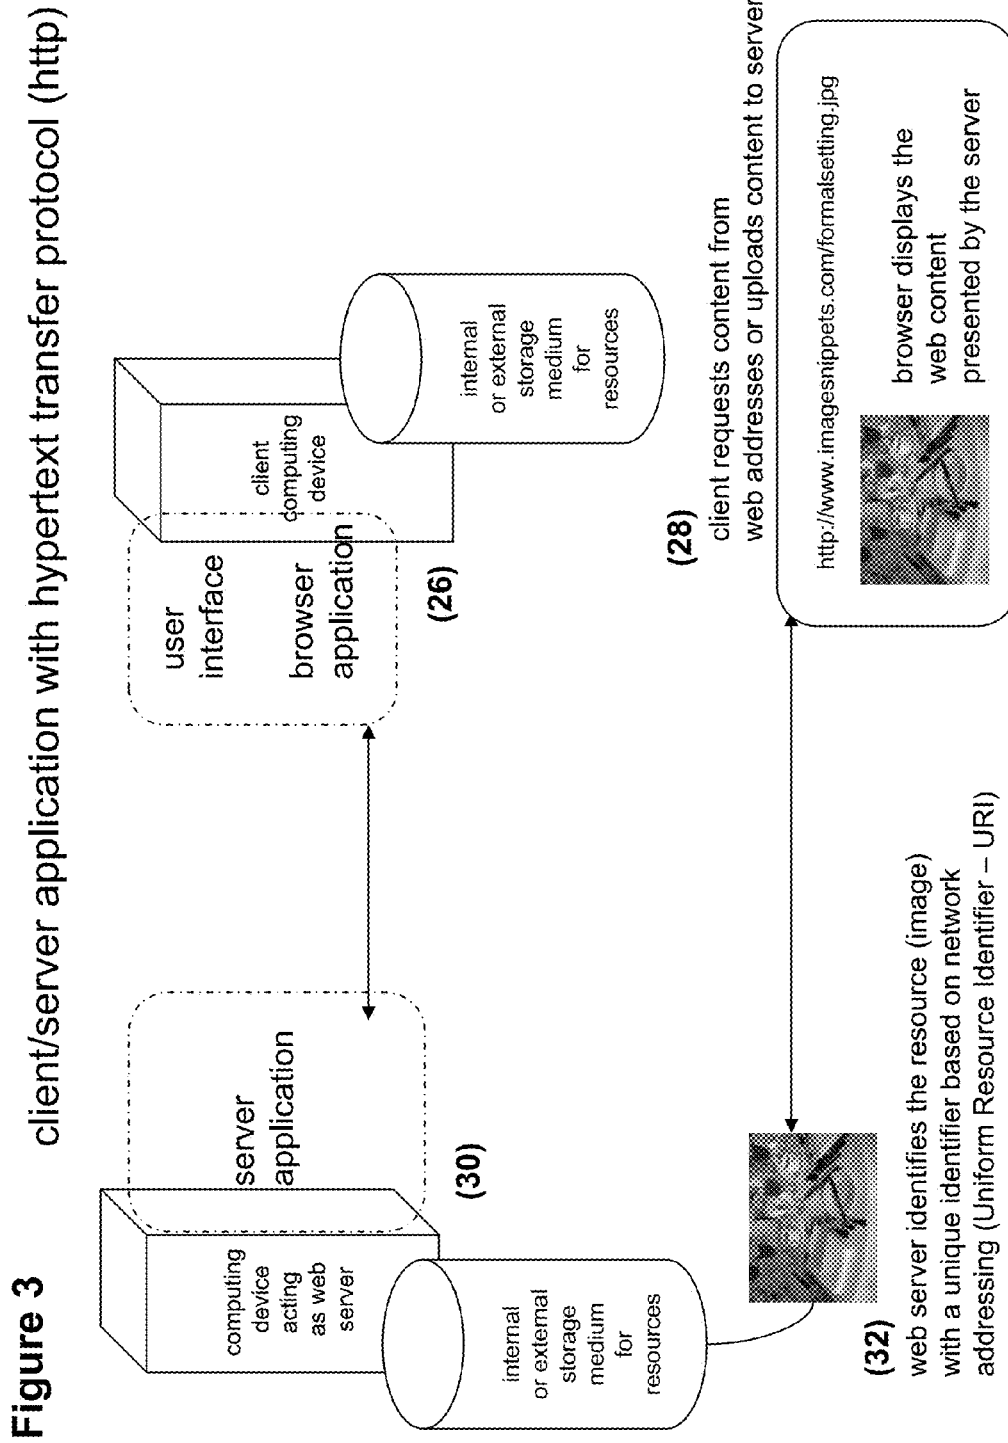 Figure 3
client/server application with hypertext transfer protocol (http)
computing
device
acting
as web
server
server
application
internal
or external
storage
medium
for
resources
(30)
user
interface
browser
application
client
computing
device
internal
or external
storage
medium
for
resources
(26)
(32)
web server identifies the resource (image)
with a unique identifier based on network
addressing (Uniform Resource Identifier – URI)
(28)
client requests content from
web addresses or uploads content to server
http://www.imagesnippets.com/formalsetting.jpg
browser displays the
web content
presented by the server